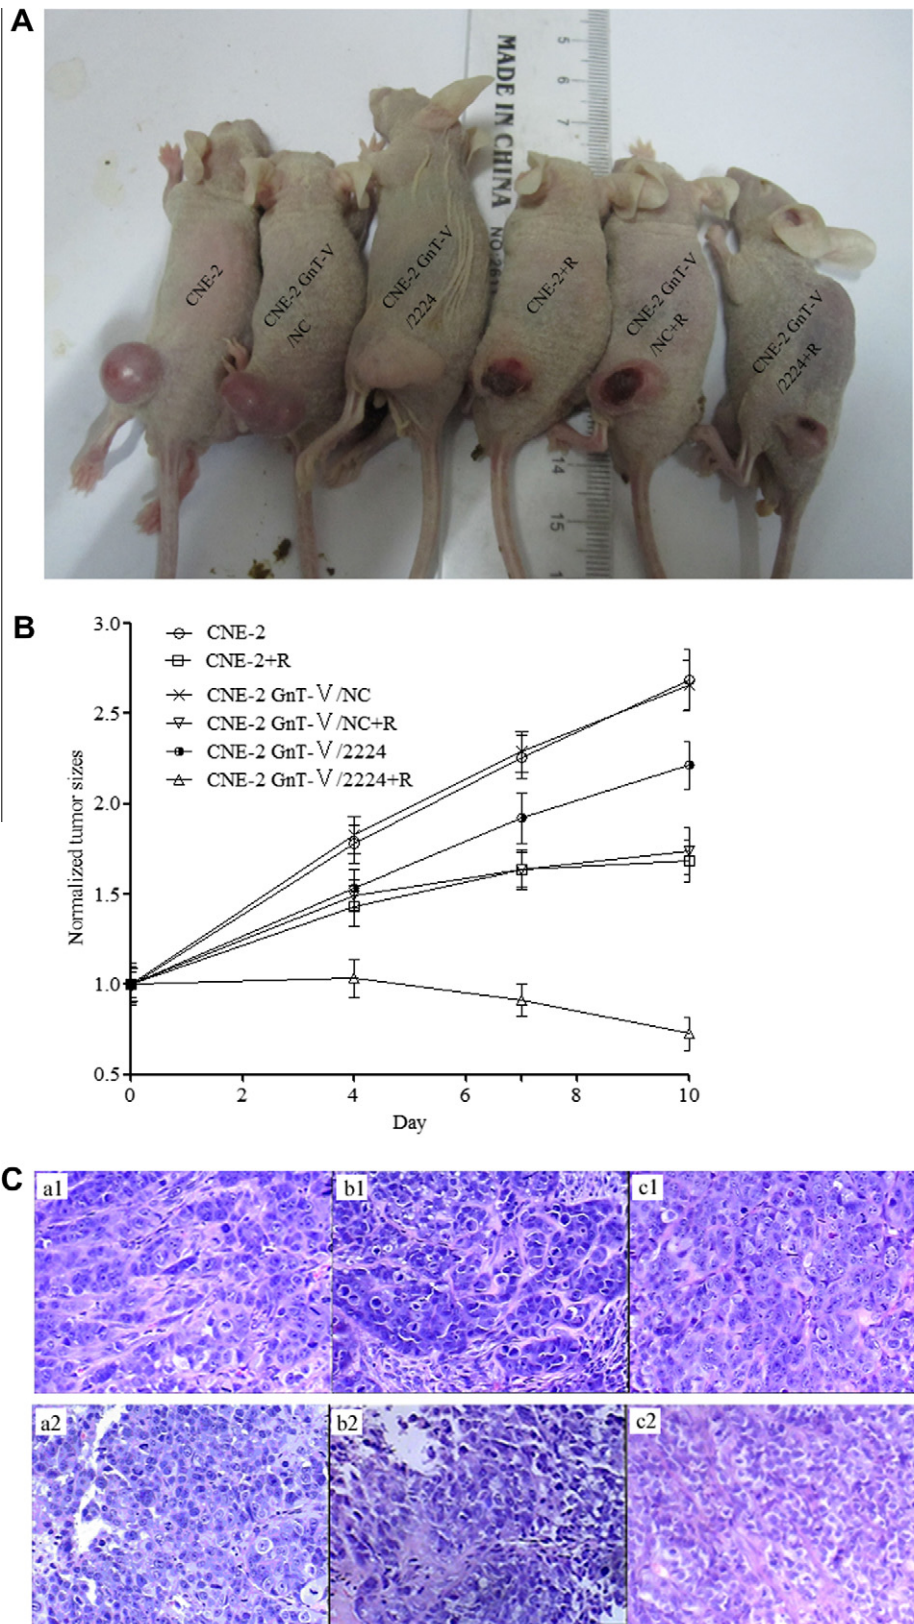 A
MADE IN CHINA
5
6
7
14
15
CNE-2
CNE-2 GnT-V
/NC
CNE-2 GnT-V
/2224
CNE-2+R
CNE-2 GnT-V
/NC+R
CNE-2 GnT-V
/2224+R
B
3.0
2.5
2.0
1.5
1.0
0.5
Normalized tumor sizes
CNE-2
CNE-2+R
CNE-2 GnT-V/NC
CNE-2 GnT-V/NC+R
CNE-2 GnT-V/2224
CNE-2 GnT-V/2224+R
0 2 4 6 8 10
Day
C
a1 b1 c1
a2 b2 c2